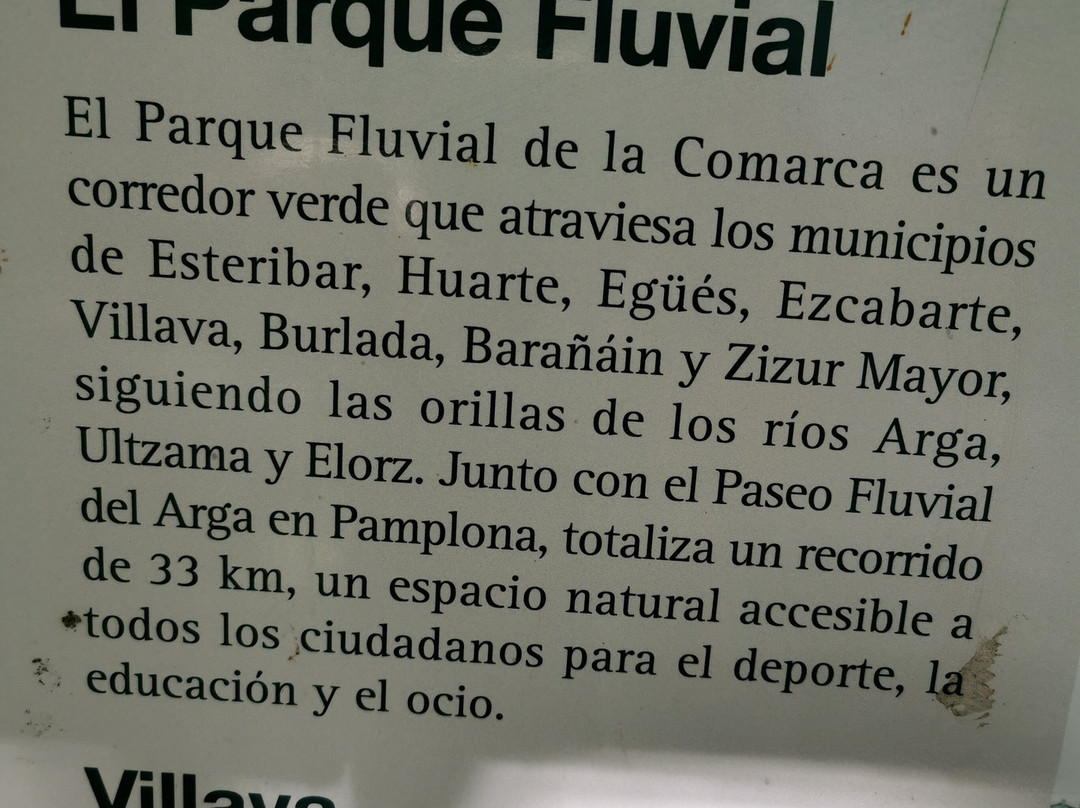 El Parque Fluvial
El Parque Fluvial de la Comarca es un
corredor verde que atraviesa los municipios
de Esteribar, Huarte, Egüés, Ezcabarte,
Villava, Burlada, Barañáin y Zizur Mayor,
siguiendo las orillas de los ríos Arga,
Ultzama y Elorz. Junto con el Paseo Fluvial
del Arga en Pamplona, totaliza un recorrido
de 33 km, un espacio natural accesible a
todos los ciudadanos para el deporte, la
educación y el ocio.
Villava